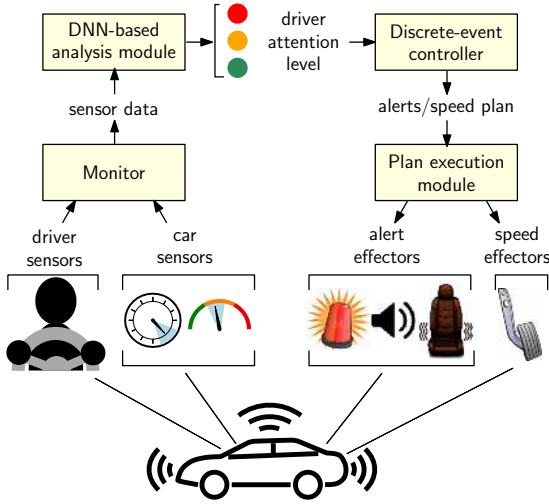 DNN-based
analysis module
driver
attention
level
Discrete-event
controller
sensor data
alerts/speed plan
Monitor
Plan execution
module
driver
sensors
car
sensors
alert
effectors
speed
effectors